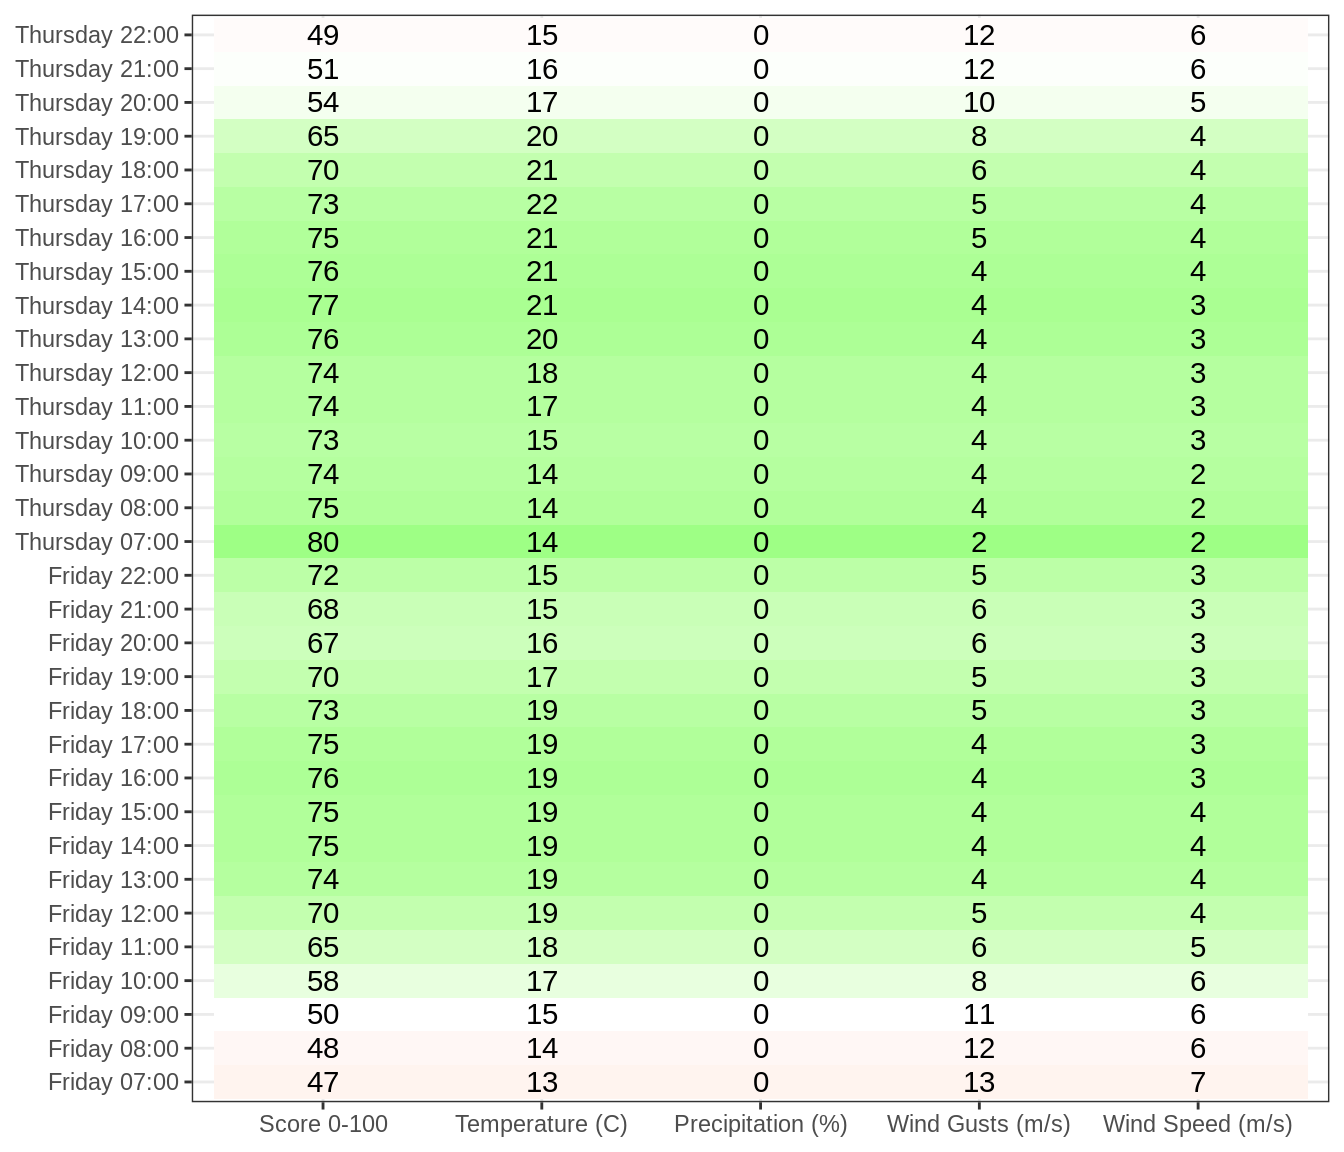 Thursday 22:00 49 15 0 12 6
Thursday 21:00 51 16 0 12 6
Thursday 20:00 54 17 0 10 5
Thursday 19:00 65 20 0 8 4
Thursday 18:00 70 21 0 6 4
Thursday 17:00 73 22 0 5 4
Thursday 16:00 75 21 0 5 4
Thursday 15:00 76 21 0 4 4
Thursday 14:00 77 21 0 4 3
Thursday 13:00 76 20 0 4 3
Thursday 12:00 74 18 0 4 3
Thursday 11:00 74 17 0 4 3
Thursday 10:00 73 15 0 4 3
Thursday 09:00 74 14 0 4 2
Thursday 08:00 75 14 0 4 2
Thursday 07:00 80 14 0 2 2
Friday 22:00 72 15 0 5 3
Friday 21:00 68 15 0 6 3
Friday 20:00 67 16 0 6 3
Friday 19:00 70 17 0 5 3
Friday 18:00 73 19 0 5 3
Friday 17:00 75 19 0 4 3
Friday 16:00 76 19 0 4 3
Friday 15:00 75 19 0 4 4
Friday 14:00 75 19 0 4 4
Friday 13:00 74 19 0 4 4
Friday 12:00 70 19 0 5 4
Friday 11:00 65 18 0 6 5
Friday 10:00 58 17 0 8 6
Friday 09:00 50 15 0 11 6
Friday 08:00 48 14 0 12 6
Friday 07:00 47 13 0 13 7
Score 0-100 Temperature (C) Precipitation (%) Wind Gusts (m/s) Wind Speed (m/s)